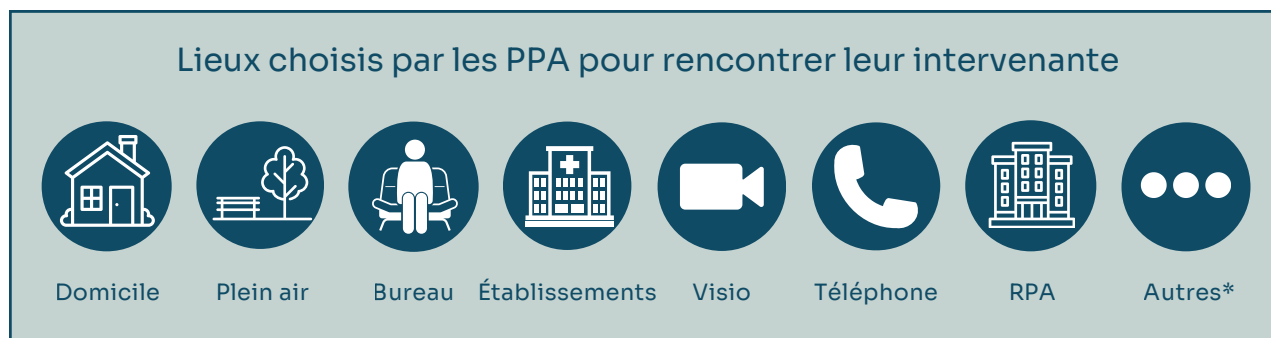 Lieux choisis par les PPA pour rencontrer leur intervenante
Domicile Plein air Bureau Établissements Visio Téléphone RPA Autres*